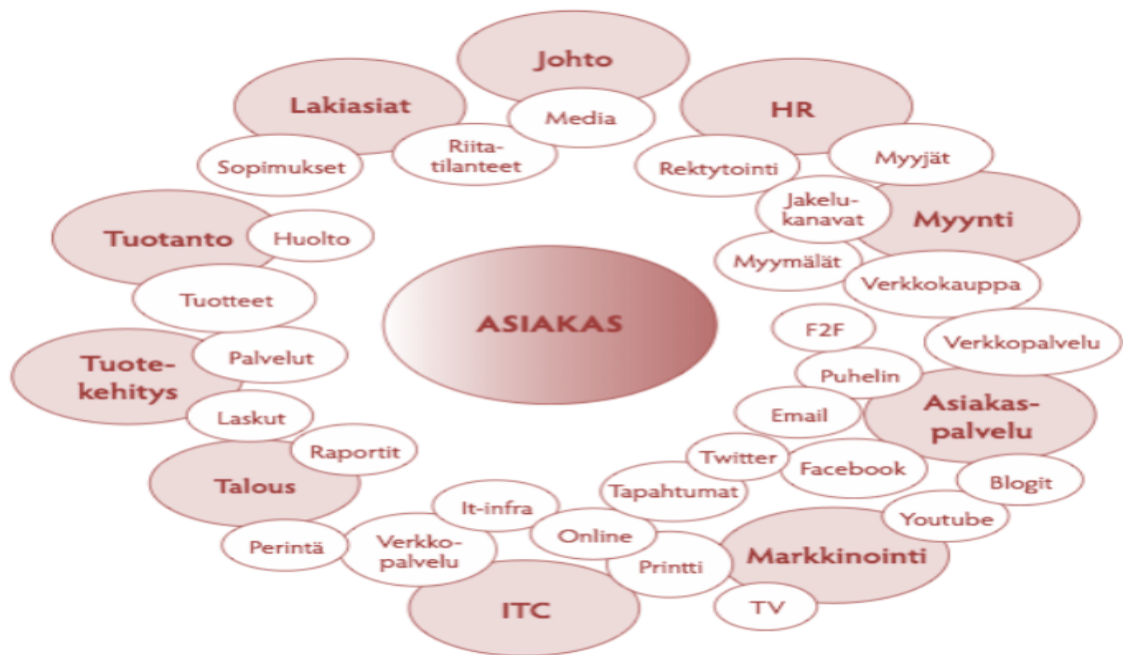 Johto
Lakiasiat
HR
Media
Riita-
tilanteet
Sopimukset
Rektytointi
Myyjät
Jakelu-
kanavat
Myynti
Tuotanto
Huolto
Myymälät
Verkkokauppa
Tuotteet
ASIAKAS
F2F
Verkkopalvelu
Palvelut
Tuote-
kehitys
Puhelin
Laskut
Email
Asiakas-
palvelu
Raportit
Twitter
Facebook
Blogit
Talous
Tapahtumat
It-infra
Youtube
Online
Perintä
Verkko-
palvelu
Printti
Markkinointi
ITC
TV